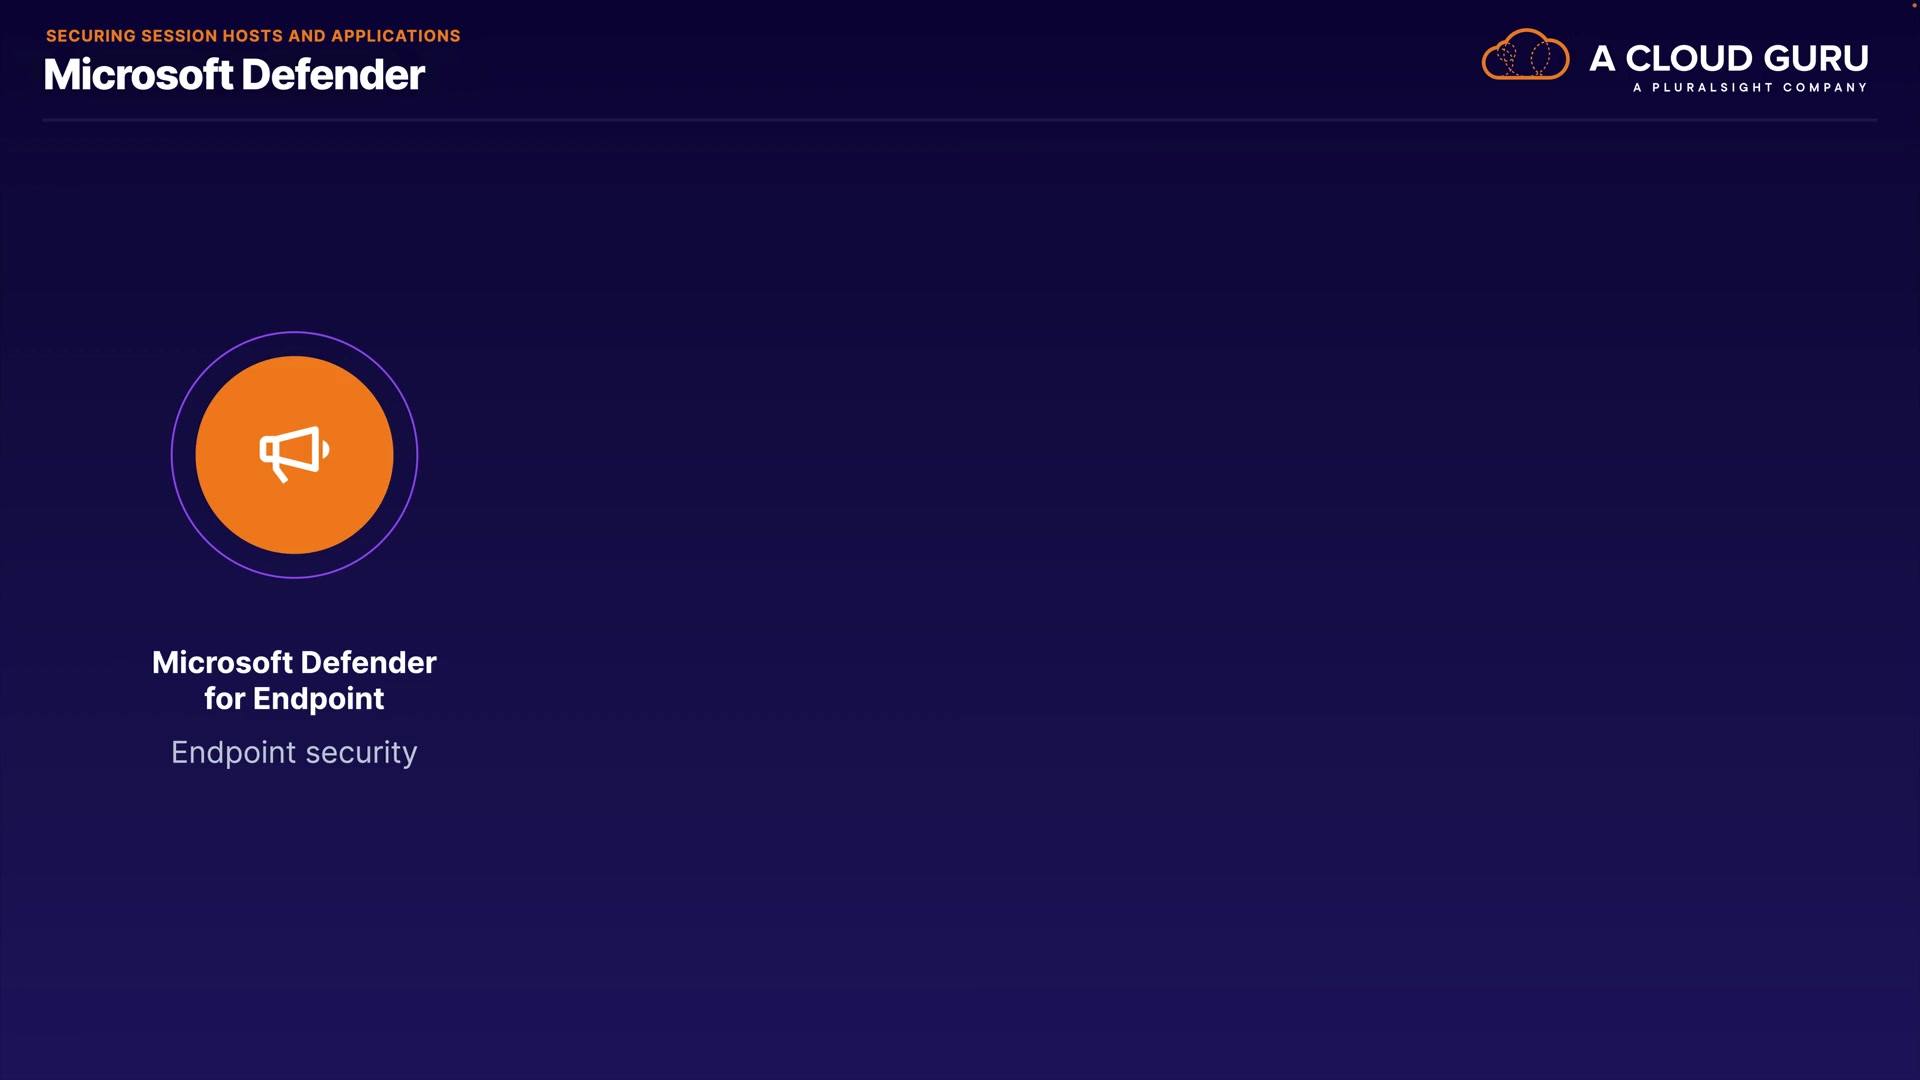 SECURING SESSION HOSTS AND APPLICATIONS
Microsoft Defender
A CLOUD GURU
A PLURALSIGHT COMPANY
Microsoft Defender
for Endpoint
Endpoint security